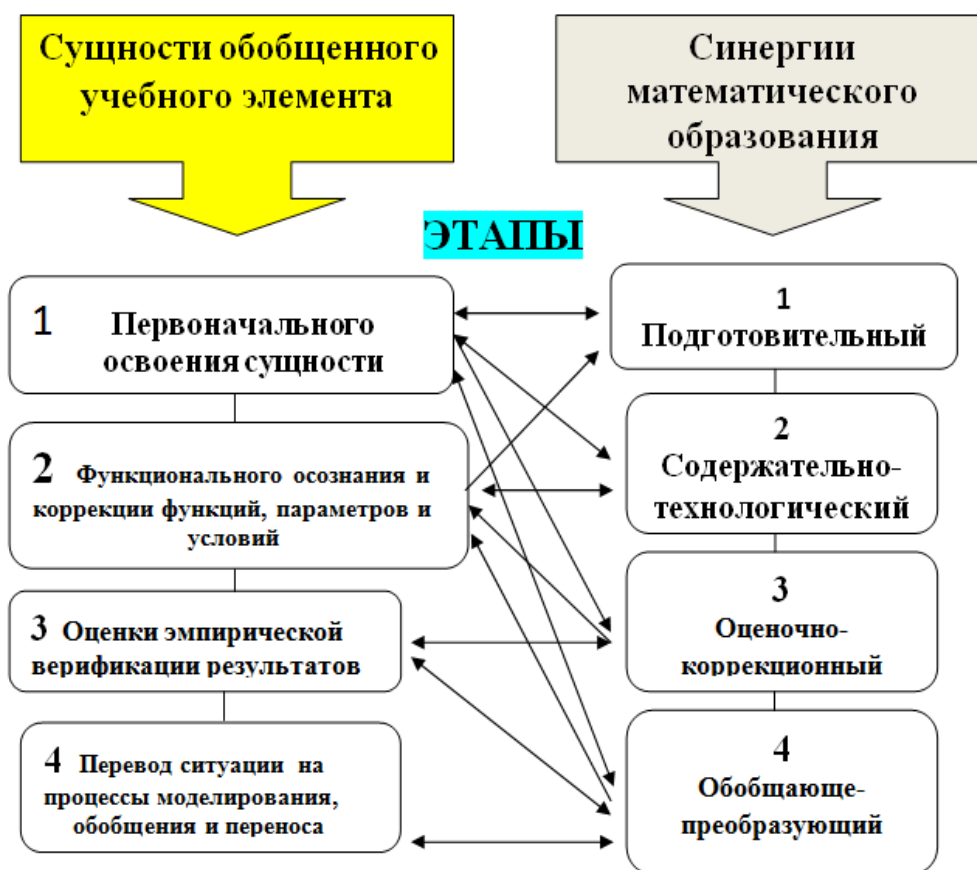 Сущности обобщенного
учебного элемента
Синергии
математического
образования
ЭТАПЫ
1 Первоначального
освоения сущности
2 Функционального осознания и
коррекции функций, параметров и
условий
3 Оценки эмпирической
верификации результатов
4 Перевод ситуации на
процессы моделирования,
обобщения и переноса
1
Подготовительный
2
Содержательно-
технологический
3
Оценочно-
коррекционный
4
Обобщающе-
преобразующий